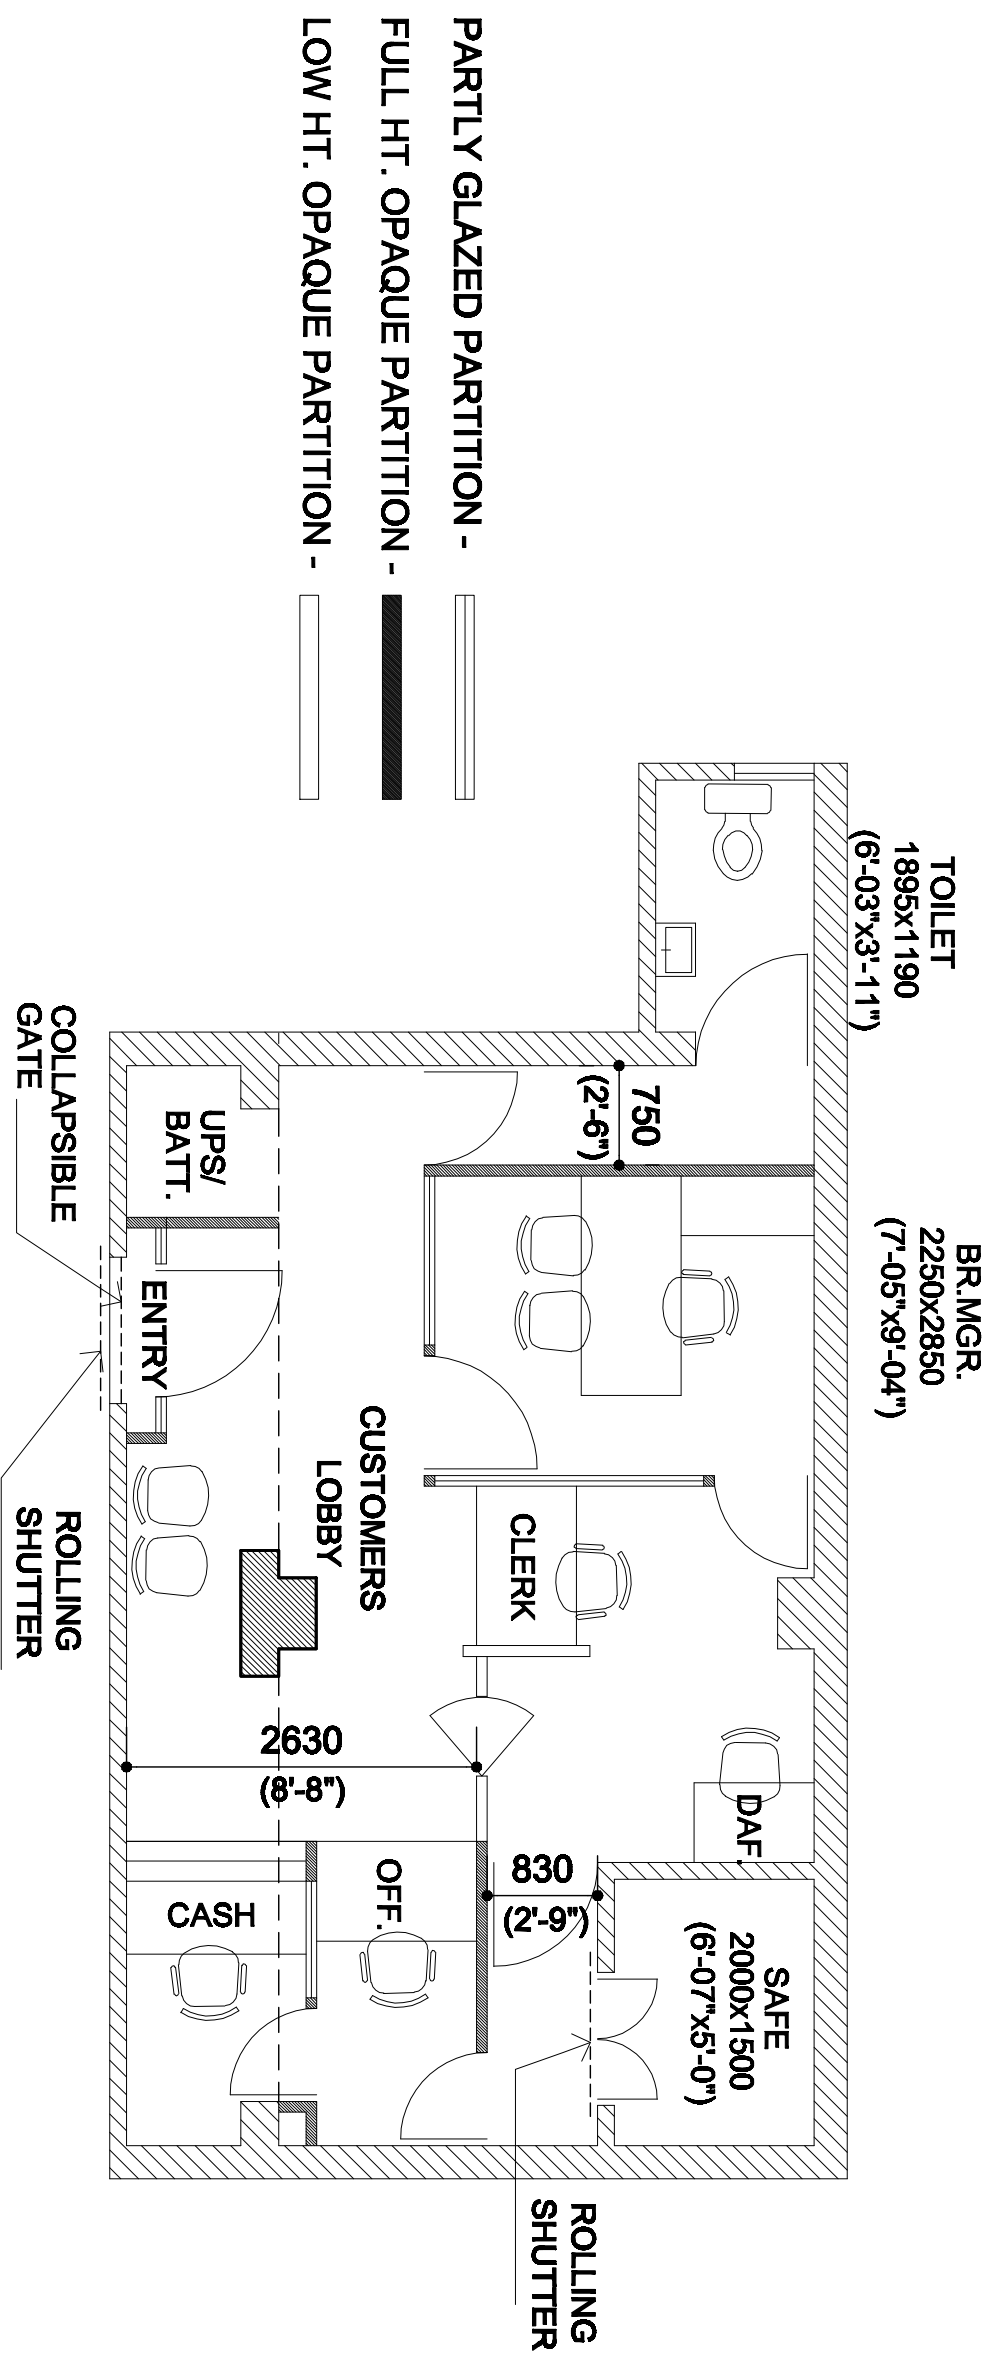 TOILET
1895x1190
(6'-03"x3'-11")
BR.MGR.
2250x2850
(7'-05"x9'-04")
SAFE
2000x1500
(6'-07"x5'-0")
DAF.
750
(2'-6")
CLERK
830
(2'-9")
ROLLING
SHUTTER
CUSTOMERS
LOBBY
2630
(8'-8")
OFF.
CASH
UPS/
BATT.
ENTRY
COLLAPSIBLE
GATE
ROLLING
SHUTTER
PARTLY GLAZED PARTITION -
FULL HT. OPAQUE PARTITION -
LOW HT. OPAQUE PARTITION -